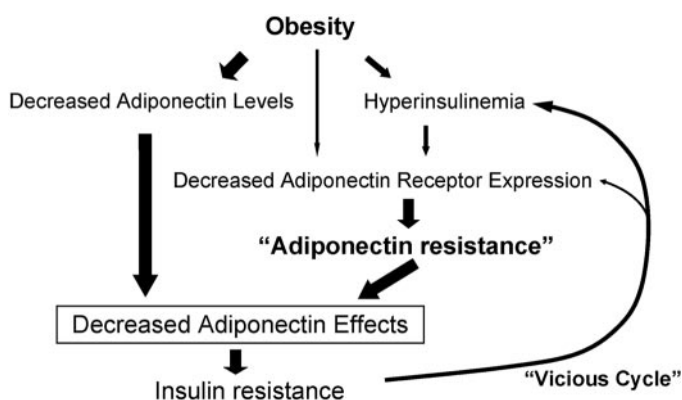 Obesity
Decreased Adiponectin Levels
Hyperinsulinemia
Decreased Adiponectin Receptor Expression
“Adiponectin resistance”
Decreased Adiponectin Effects
Insulin resistance
“Vicious Cycle”